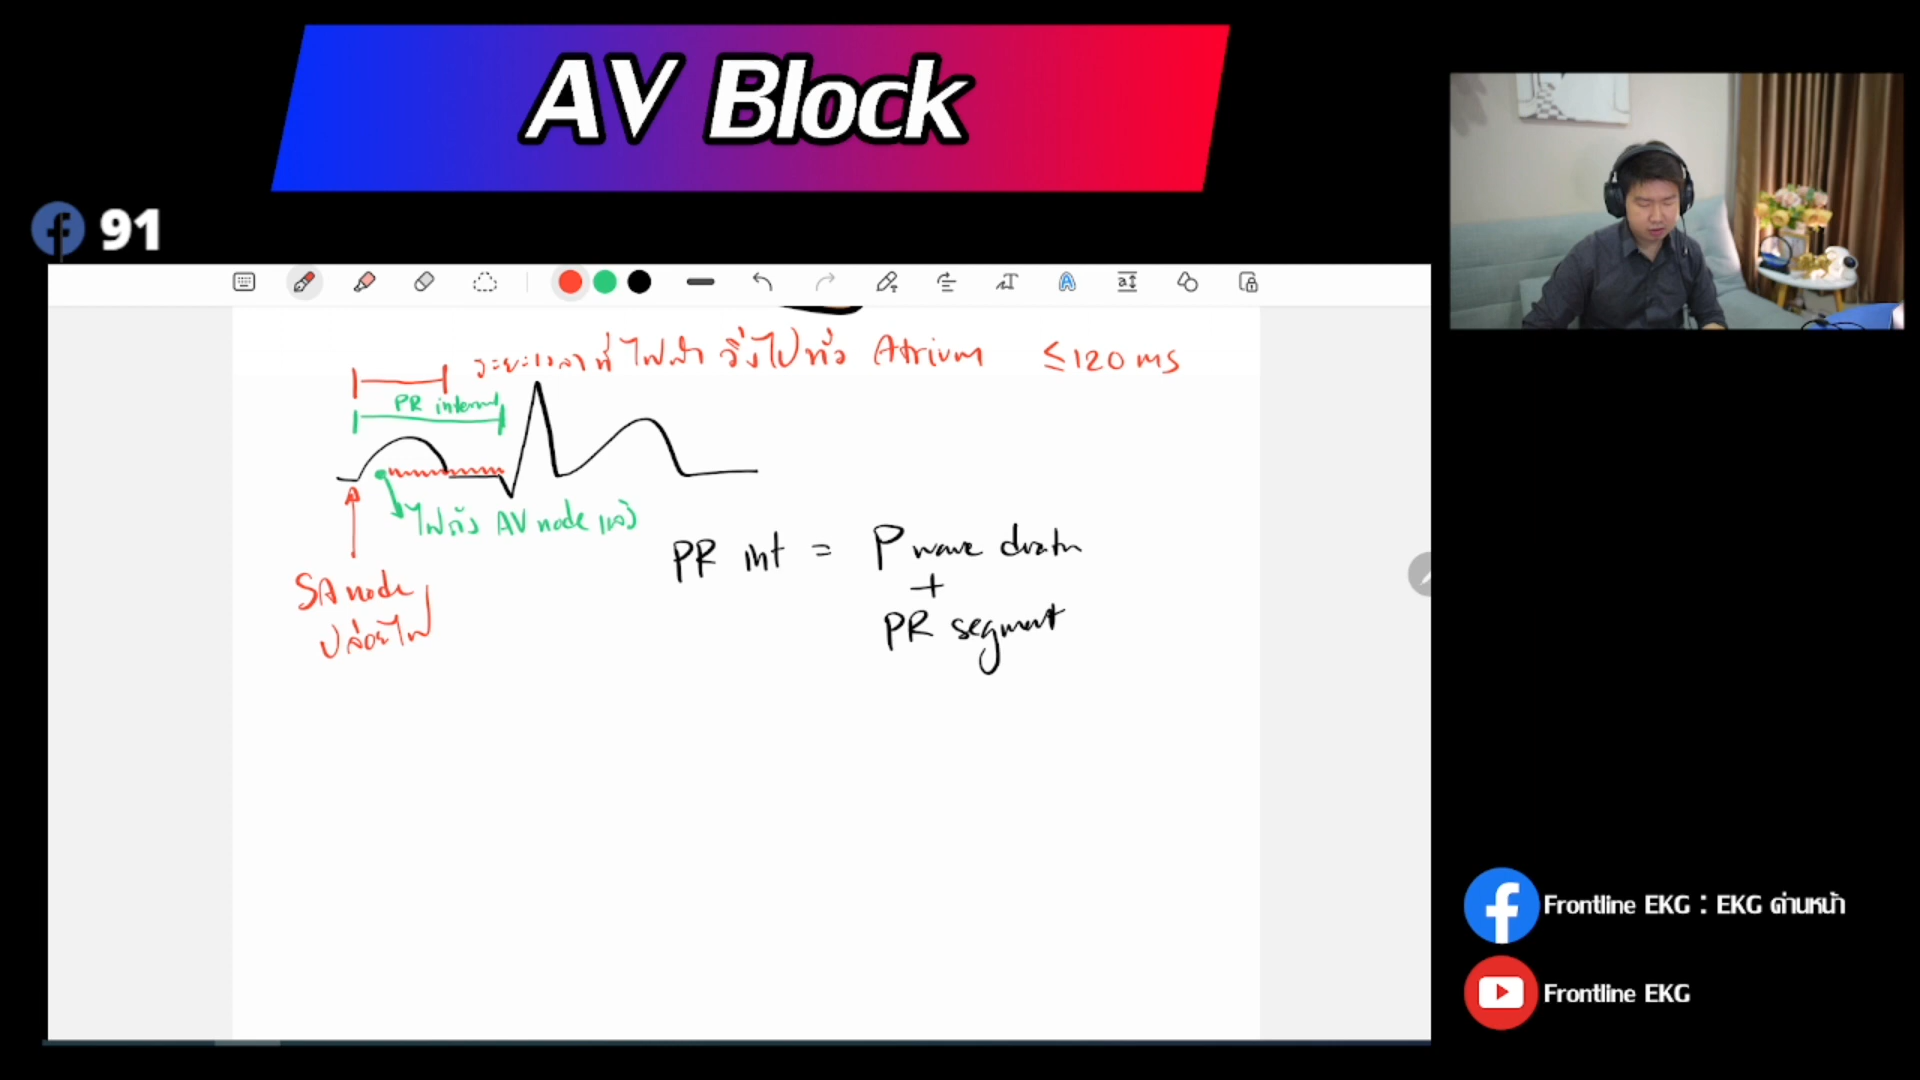 AV Block
91
ระยะเวลาที่ไฟฟ้า วิ่งไปทั่ว Atrium ≤120 ms
PR interval
ไฟถึง AV node แล้ว
PR int = P wave duratn
+
PR segment
SA node
ปล่อยไฟ
Frontline EKG : EKG ด่านหน้า
Frontline EKG